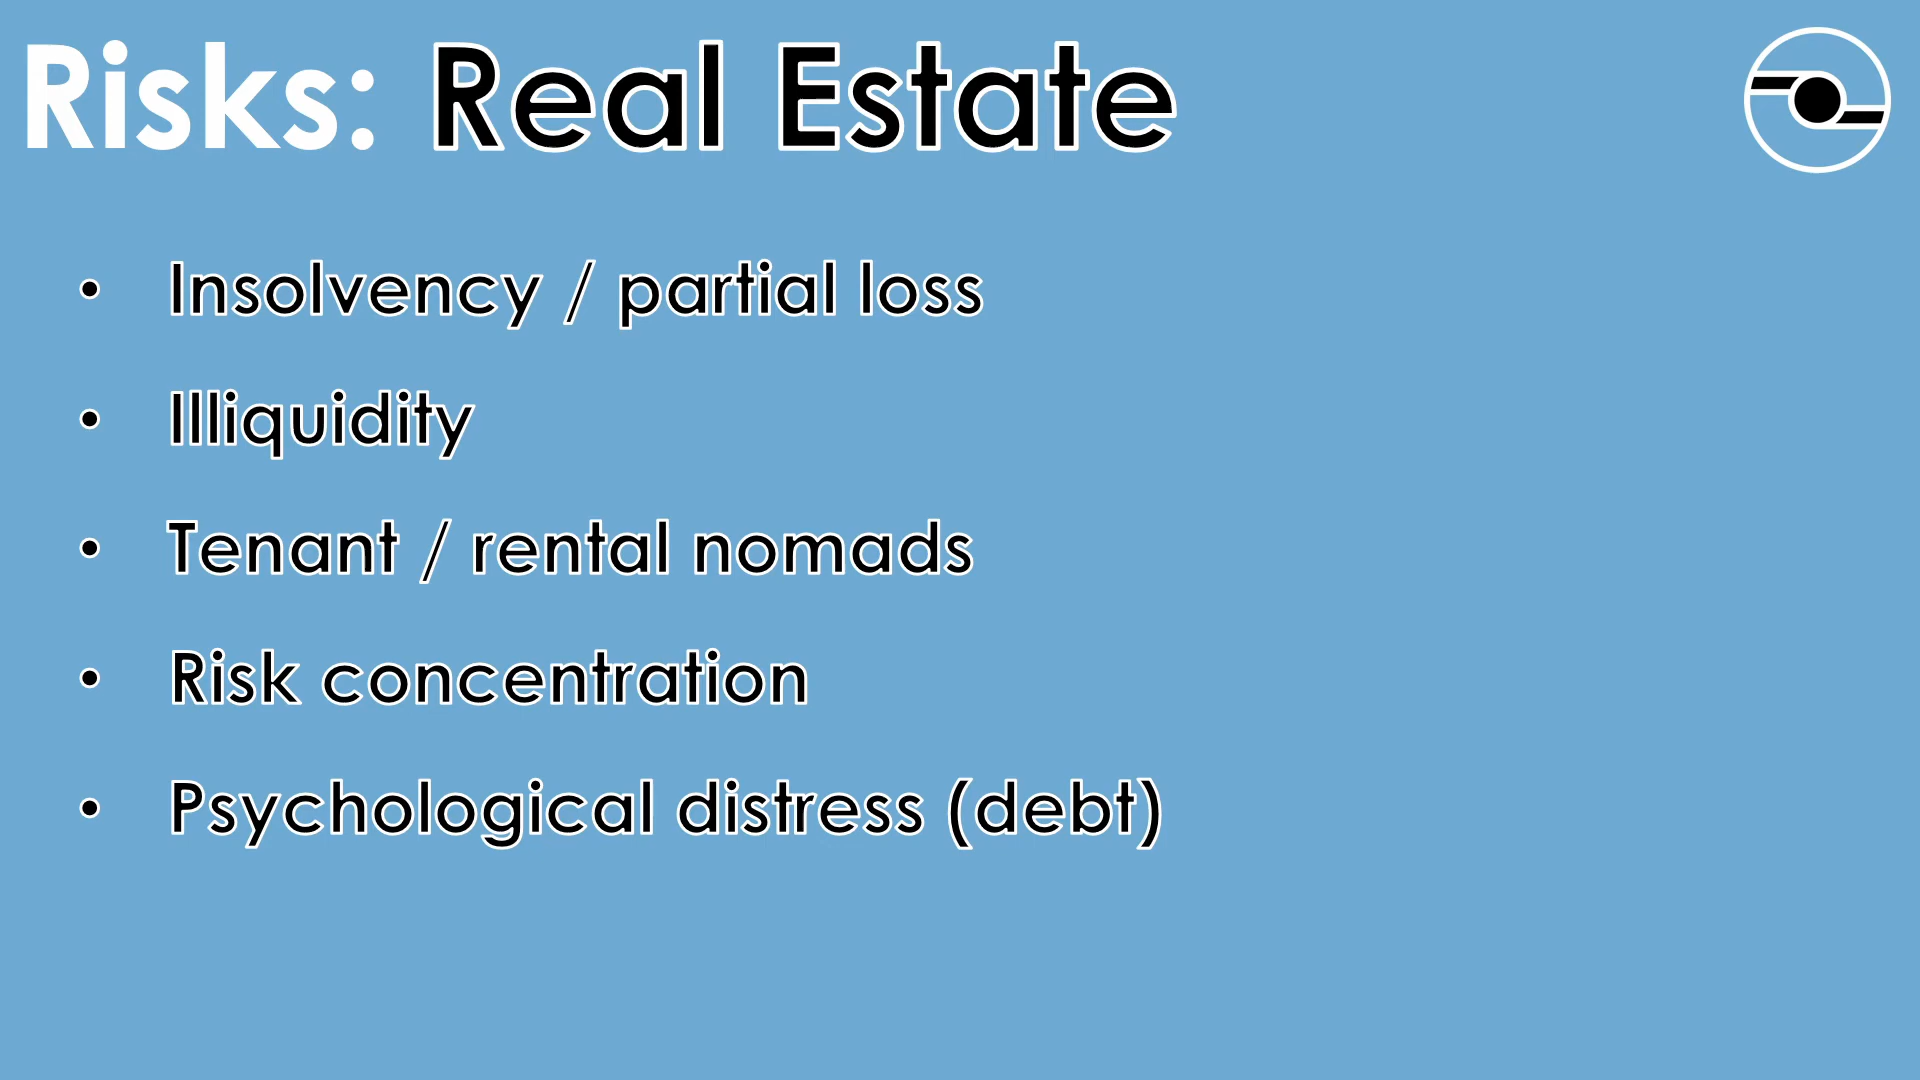 Risks: Real Estate
• Insolvency / partial loss
• Illiquidity
• Tenant / rental nomads
• Risk concentration
• Psychological distress (debt)